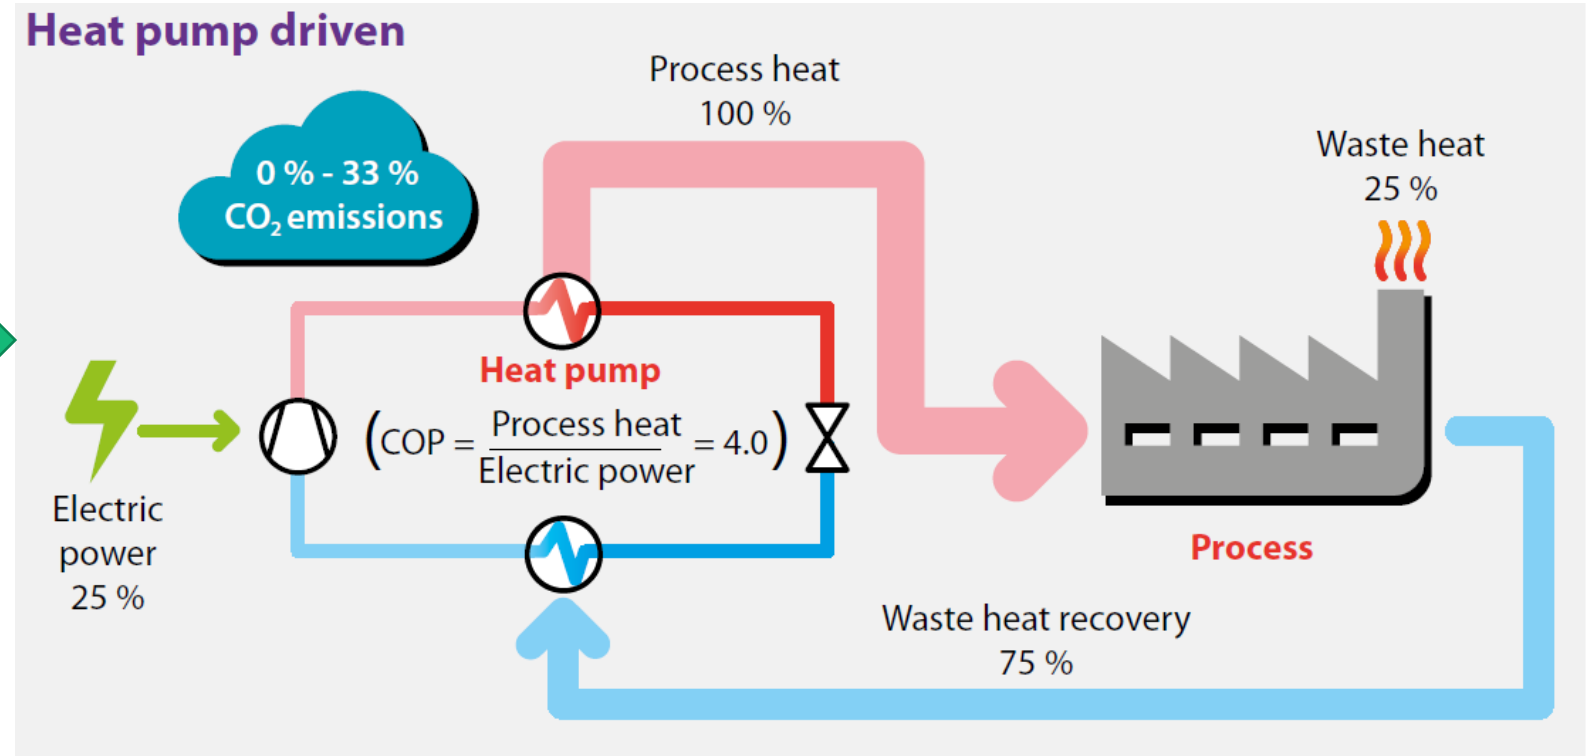 Heat pump driven
Process heat
100 %
Waste heat
25 %
0 % - 33 %
CO₂ emissions
Heat pump
(COP = Process heat / Electric power = 4.0)
Electric
power
25 %
Process
Waste heat recovery
75 %